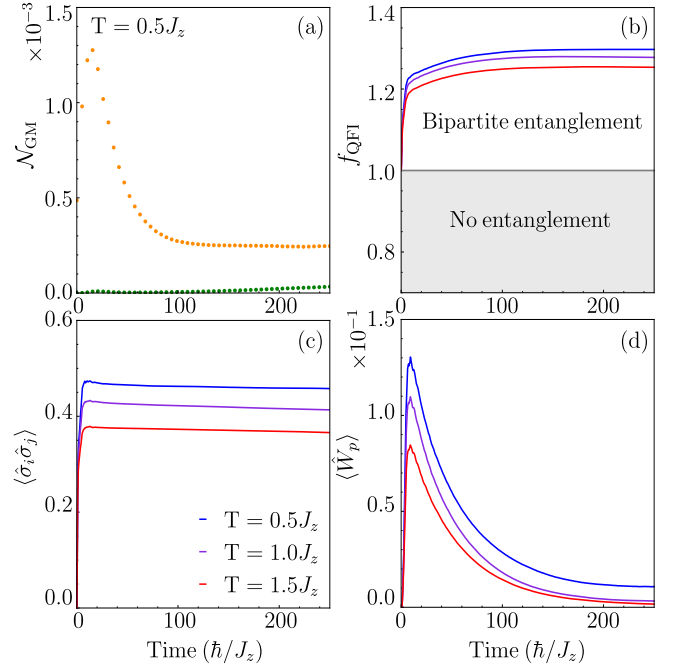 ×10⁻³
T = 0.5J_z
(a)
1.5
1.0
0.5
0.0
𝒩_GM
0
100
200
(b)
1.4
1.2
1.0
0.8
f_QFI
Bipartite entanglement
No entanglement
0
100
200
(c)
0.6
0.4
0.2
0.0
⟨σ̂_i σ̂_j⟩
T = 0.5J_z
T = 1.0J_z
T = 1.5J_z
0
100
200
Time (ℏ/J_z)
×10⁻¹
(d)
1.5
1.0
0.5
0.0
⟨Ŵ_p⟩
0
100
200
Time (ℏ/J_z)